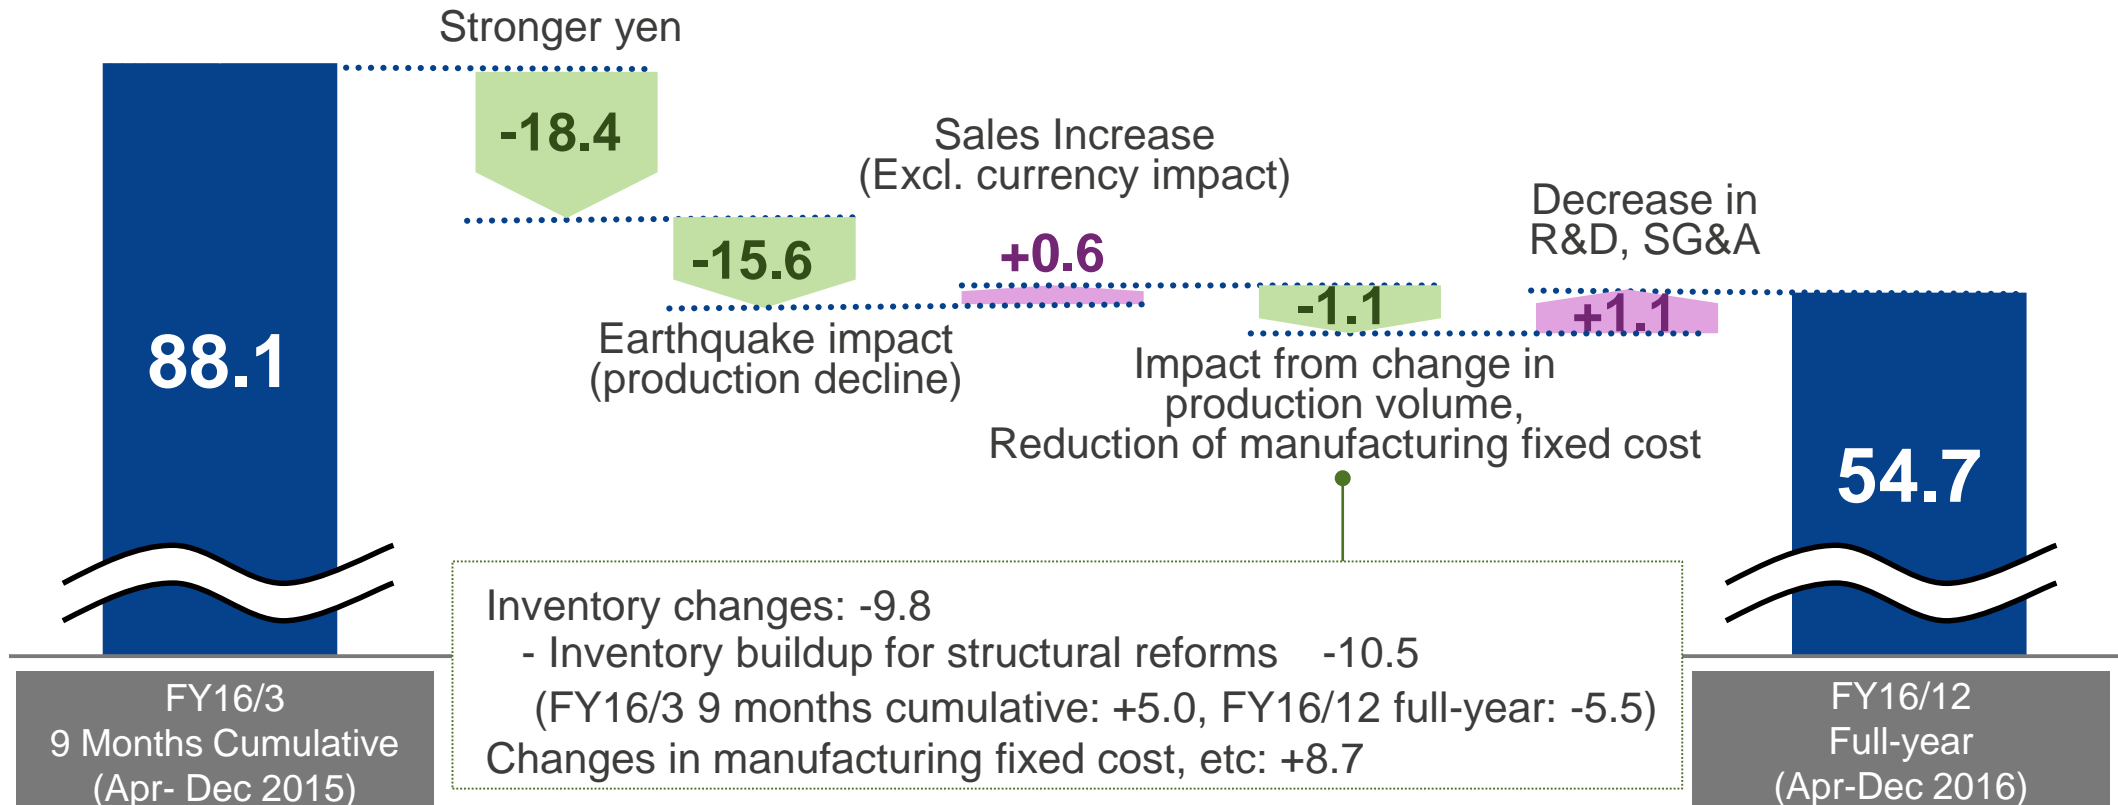 Stronger yen
-18.4
Sales Increase
(Excl. currency impact)
Decrease in
R&D, SG&A
-15.6
+0.6
-1.1
+1.1
88.1
Earthquake impact
(production decline)
Impact from change in
production volume,
Reduction of manufacturing fixed cost
54.7
Inventory changes: -9.8
- Inventory buildup for structural reforms -10.5
(FY16/3 9 months cumulative: +5.0, FY16/12 full-year: -5.5)
Changes in manufacturing fixed cost, etc: +8.7
FY16/3
9 Months Cumulative
(Apr- Dec 2015)
FY16/12
Full-year
(Apr-Dec 2016)